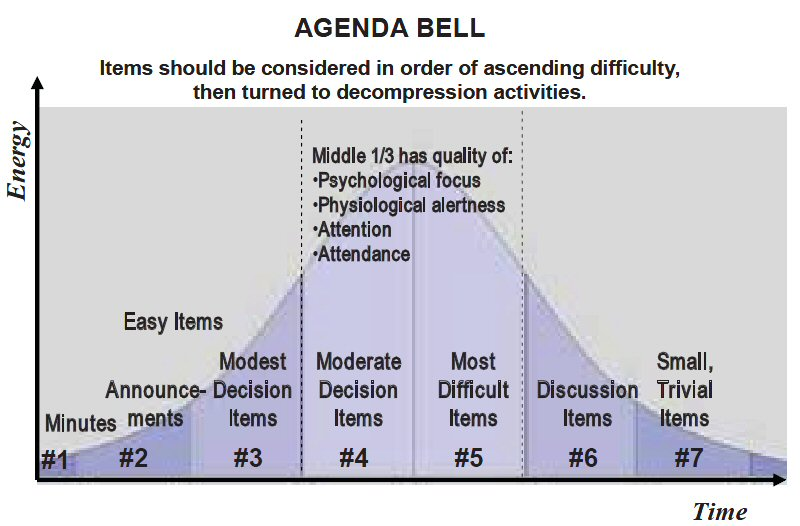 AGENDA BELL
Items should be considered in order of ascending difficulty,
then turned to decompression activities.
Energy
Middle 1/3 has quality of:
•Psychological focus
•Physiological alertness
•Attention
•Attendance
Easy Items
Minutes
#1
Announce-
ments
#2
Modest
Decision
Items
#3
Moderate
Decision
Items
#4
Most
Difficult
Items
#5
Discussion
Items
#6
Small,
Trivial
Items
#7
Time